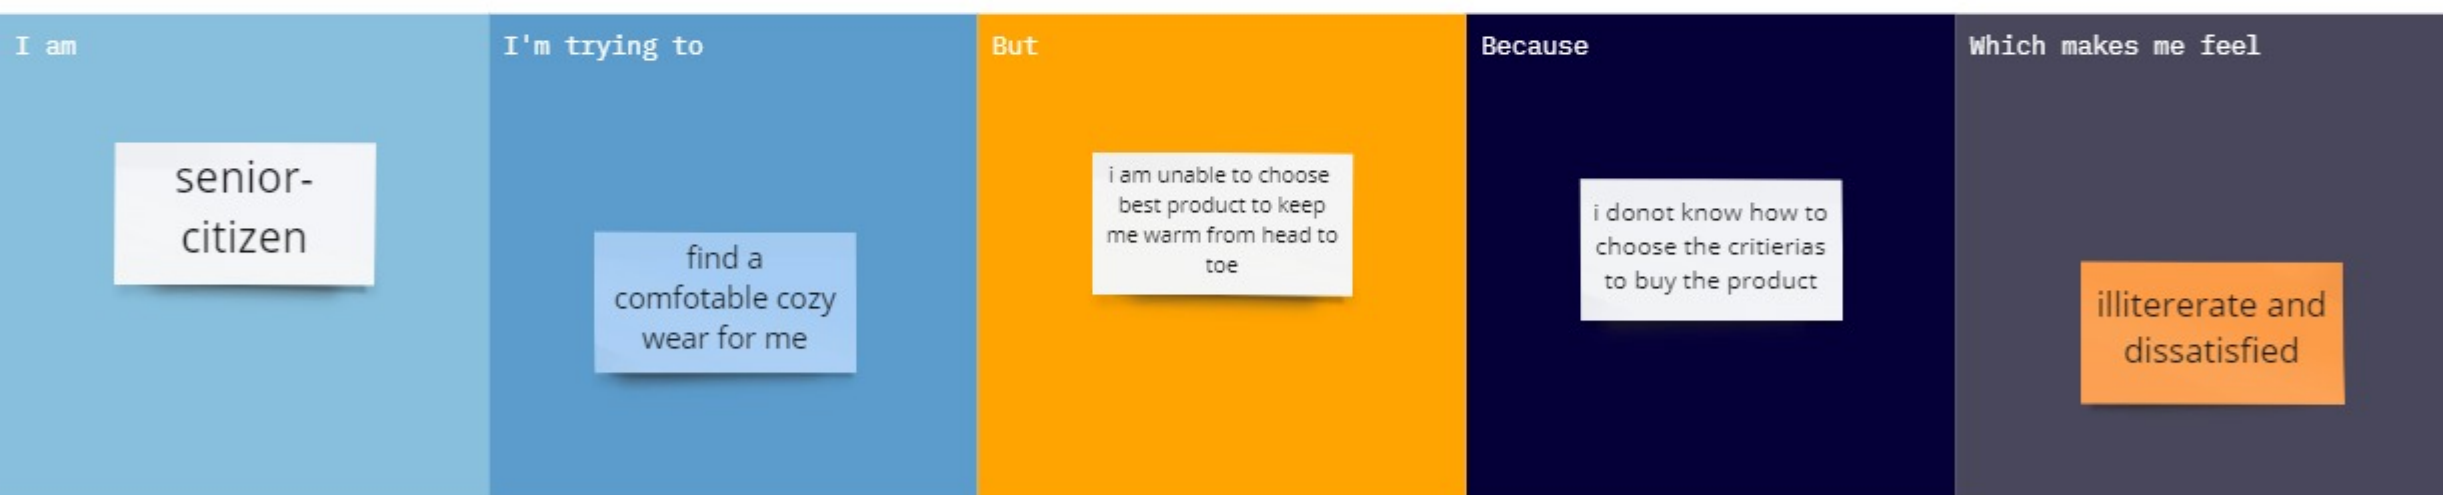 I am
senior-
citizen
I'm trying to
find a
comfotable cozy
wear for me
But
i am unable to choose
best product to keep
me warm from head to
toe
Because
i donot know how to
choose the critierias
to buy the product
Which makes me feel
illitererate and
dissatisfied